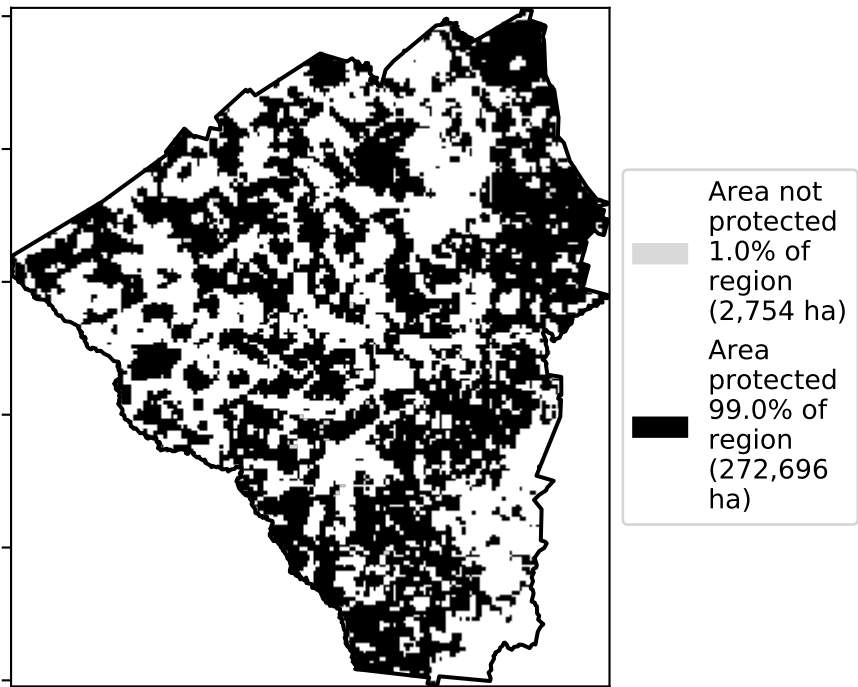 Area not
protected
1.0% of
region
(2,754 ha)
Area
protected
99.0% of
region
(272,696
ha)